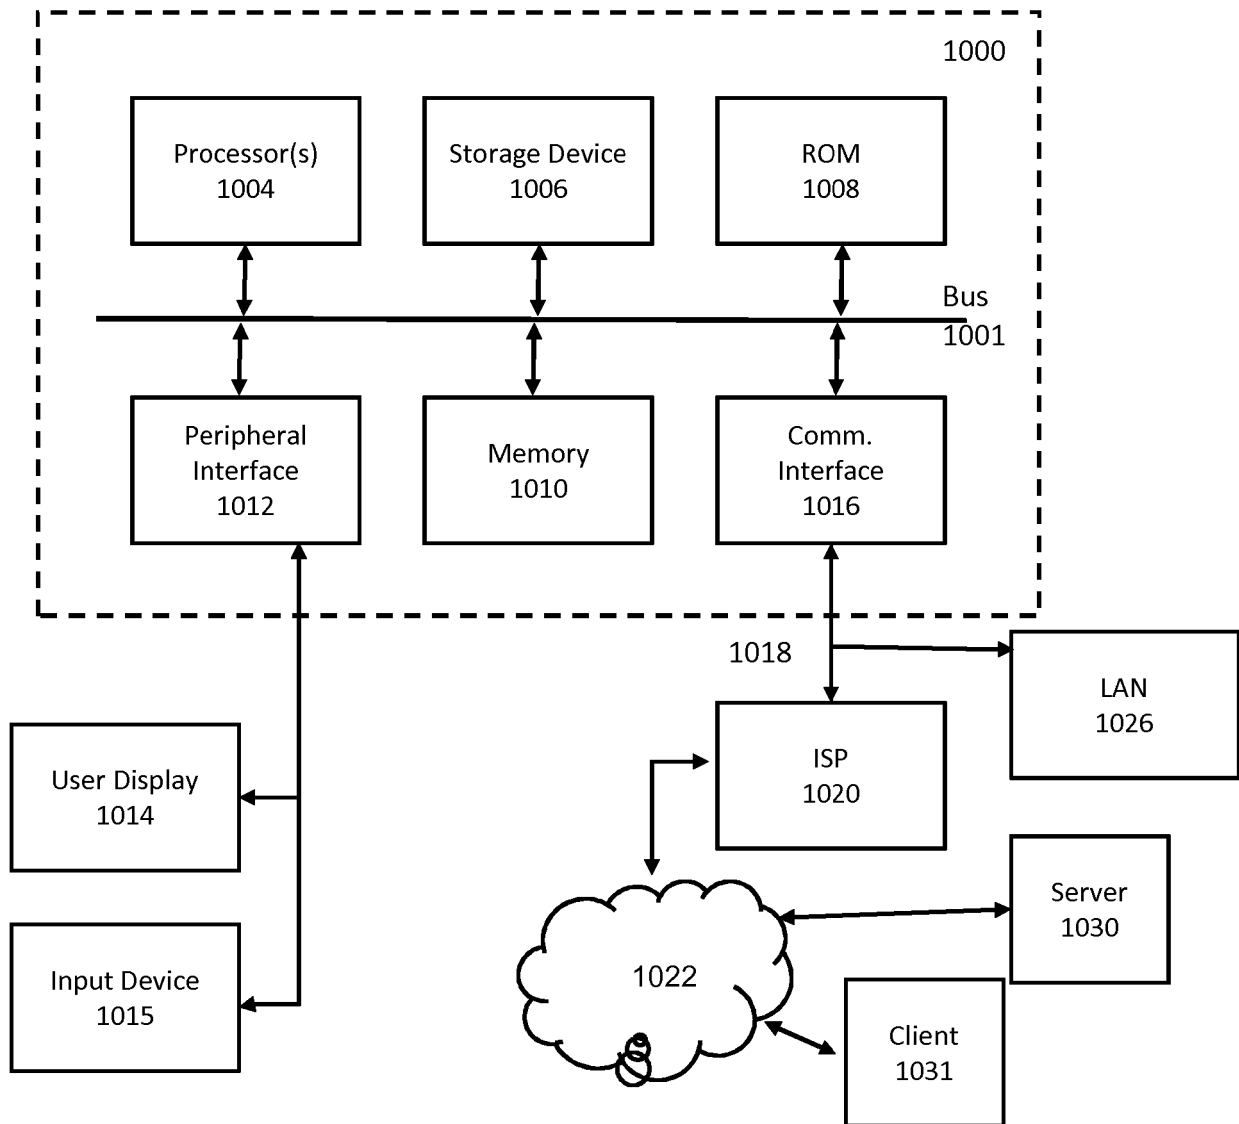 1000
Processor(s)
1004
Storage Device
1006
ROM
1008
Bus
1001
Peripheral
Interface
1012
Memory
1010
Comm.
Interface
1016
1018
LAN
1026
User Display
1014
ISP
1020
Server
1030
Input Device
1015
1022
Client
1031